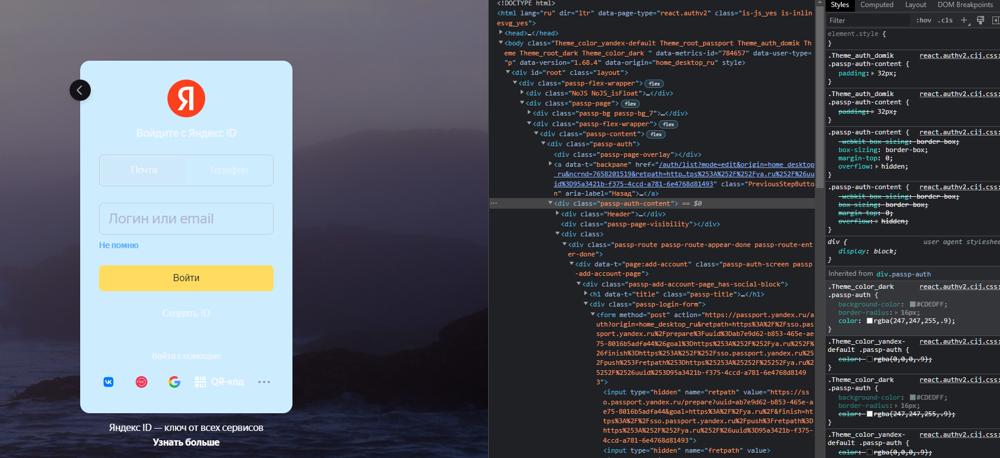 Я
Войдите с Яндекс ID
Почта
Телефон
Логин или email
Не помню
Войти
Создать ID
Войти с помощью
QR-код
Яндекс ID — ключ от всех сервисов
Узнать больше
<!DOCTYPE html>
<html lang="ru" dir="ltr" data-page-type="react.authv2" class="is-js_yes is-inlin
esvg_yes">
<head>…</head>
<body class="Theme_color_yandex-default Theme_root_passport Theme_auth_domik Th
eme Theme_root_dark Theme_color_dark " data-metrics-id="784657" data-user-type=
"p" data-version="1.68.4" data-origin="home_desktop_ru" style>
<div id="root" class="layout">
<div class="passp-flex-wrapper"> flex
<div class="NoJS NoJS_isFloat">…</div>
<div class="passp-page"> flex
<div class="passp-bg passp-bg_7">…</div>
<div class="passp-flex-wrapper"> flex
<div class="passp-content"> flex
<div class="passp-auth">
<div class="passp-page-overlay"></div>
<a data-t="backpane" href="/auth/list?mode=edit&origin=home_desktop
_ru&ncrnd=7658201519&retpath=http…tps%253A%252F%252Fya.ru%252F%26uu
id%3D95a3421b-f375-4ccd-a781-6e4768d81493" class="PreviousStepButto
n" aria-label="Назад">…</a>
<div class="passp-auth-content"> == $0
<div class="Header">…</div>
<div class="passp-page-visibility"></div>
<div class>
<div class="passp-route passp-route-appear-done passp-route-ent
er-done">
<div data-t="page:add-account" class="passp-auth-screen passp
-add-account-page">
<div class="passp-add-account-page_has-social-block">
<h1 data-t="title" class="passp-title">…</h1>
<div class="passp-login-form">
<form method="post" action="https://passport.yandex.ru/a
uth?origin=home_desktop_ru&retpath=https%3A%2F%2Fsso.pas
sport.yandex.ru%2Fprepare%3Fuuid%3Dab7e9d62-b853-465e-ae
75-8016b5adfa44%26goal%3Dhttps%253A%252F%252Fya.ru%252F%
26finish%3Dhttps%253A%252F%252Fsso.passport.yandex.ru%25
2Fpush%253Fretpath%253Dhttps%25253A%25252F%25252Fya.ru%2
5252F%2526uuid%253D95a3421b-f375-4ccd-a781-6e4768d8149
3">
<input type="hidden" name="retpath" value="https://ss
o.passport.yandex.ru/prepare?uuid=ab7e9d62-b853-465e-a
e75-8016b5adfa44&goal=https%3A%2F%2Fya.ru%2F&finish=ht
tps%3A%2F%2Fsso.passport.yandex.ru%2Fpush%3Fretpath%3D
https%253A%252F%252Fya.ru%252F%26uuid%3D95a3421b-f375-
4ccd-a781-6e4768d81493">
<input type="hidden" name="fretpath" value>
Styles Computed Layout DOM Breakpoints
Filter :hov .cls
element.style {
}
.Theme_auth_domik react.authv2.cij.css:
.passp-auth-content {
padding: 32px;
}
.Theme_auth_domik react.authv2.cij.css:
.passp-auth-content {
padding: 32px;
}
.passp-auth-content { react.authv2.cij.css:
-webkit-box-sizing: border-box;
box-sizing: border-box;
margin-top: 0;
overflow: hidden;
}
.passp-auth-content { react.authv2.cij.css:
-webkit-box-sizing: border-box;
box-sizing: border-box;
margin-top: 0;
overflow: hidden;
}
div { user agent styleshee
display: block;
}
Inherited from div.passp-auth
.Theme_color_dark react.authv2.cij.css:
.passp-auth {
background-color: #CDEDFF;
border-radius: 16px;
color: rgba(247,247,255,.9);
}
.Theme_color_yandex- react.authv2.cij.css:
default .passp-auth {
color: rgba(0,0,0,.9);
}
.Theme_color_dark react.authv2.cij.css:
.passp-auth {
background-color: #CDEDFF;
border-radius: 16px;
color: rgba(247,247,255,.9);
}
.Theme_color_yandex- react.authv2.cij.css:
default .passp-auth {
color: rgba(0,0,0,.9);